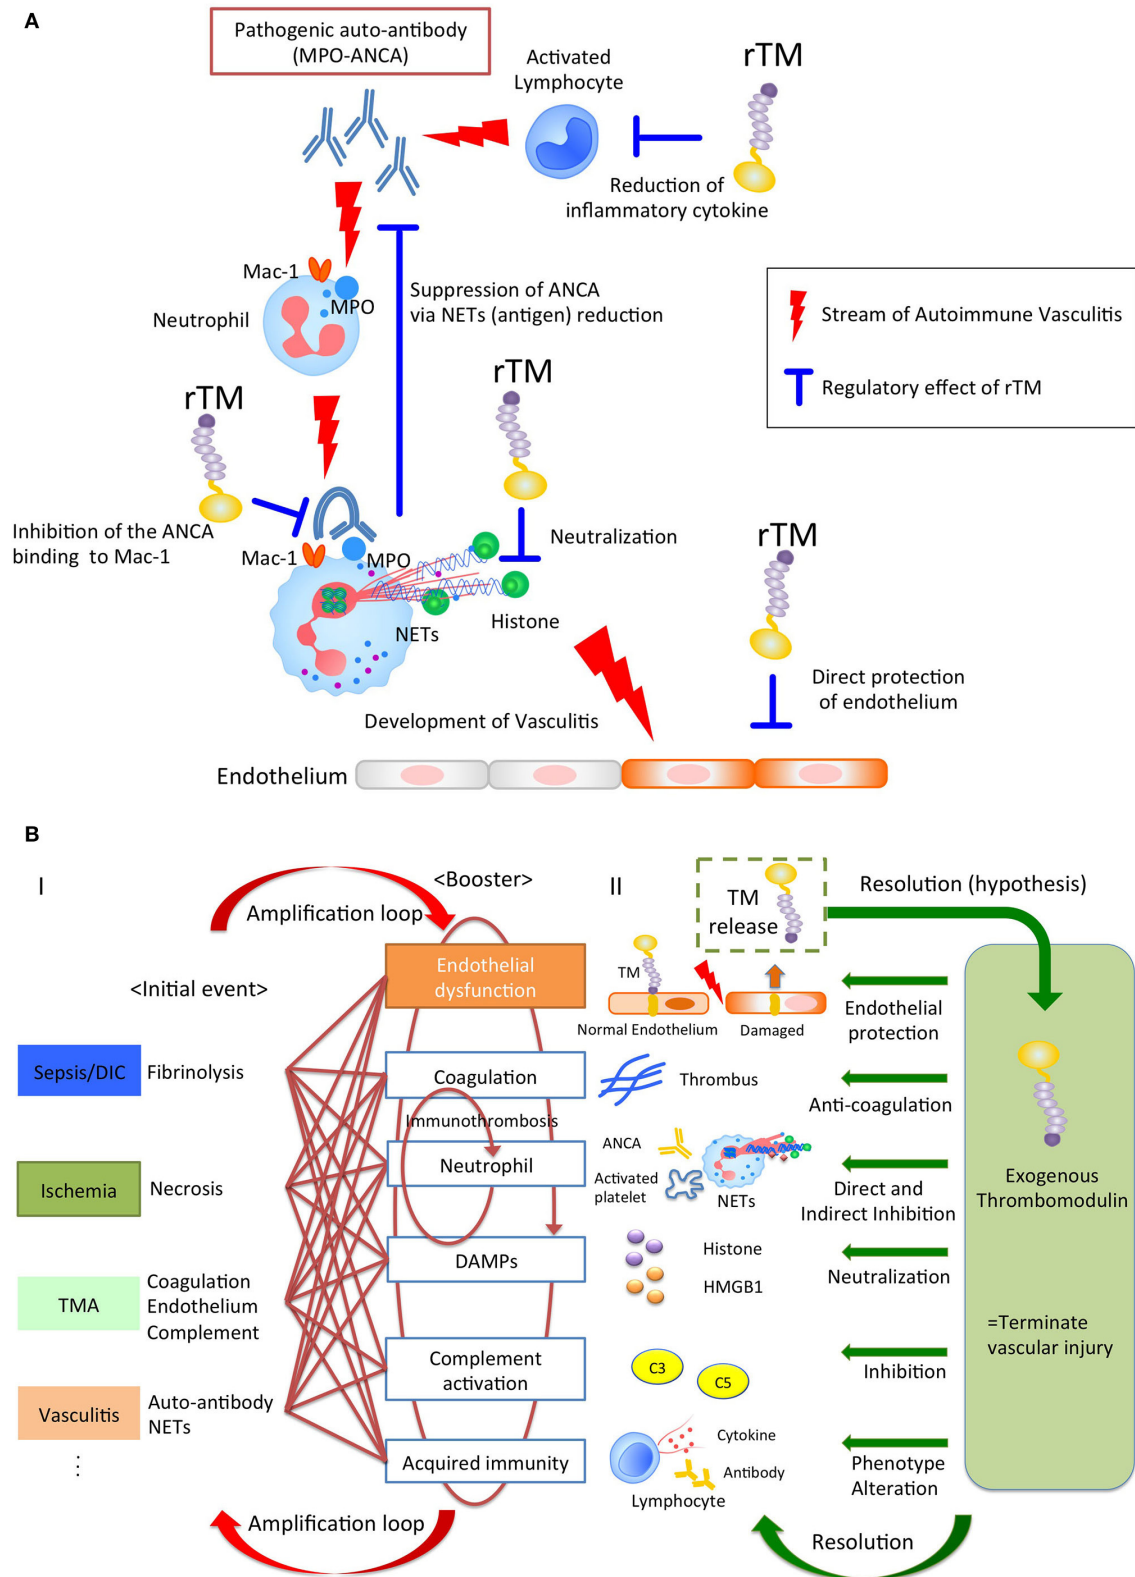 A
Pathogenic auto-antibody
(MPO-ANCA)
Activated
Lymphocyte
rTM
Reduction of
inflammatory cytokine
Mac-1
MPO
Neutrophil
Suppression of ANCA
via NETs (antigen) reduction
Stream of Autoimmune Vasculitis
Regulatory effect of rTM
rTM
rTM
Inhibition of the ANCA
binding to Mac-1
Mac-1
MPO
Neutralization
rTM
NETs
Histone
Direct protection
of endothelium
Development of Vasculitis
Endothelium
B
I
<Booster>
Amplification loop
<Initial event>
Endothelial
dysfunction
Sepsis/DIC
Fibrinolysis
Coagulation
Immunothrombosis
Neutrophil
Ischemia
Necrosis
DAMPs
TMA
Coagulation
Endothelium
Complement
Complement
activation
Vasculitis
Auto-antibody
NETs
⋮
Acquired immunity
Amplification loop
II
TM
release
Resolution (hypothesis)
TM
Normal Endothelium
Damaged
Endothelial
protection
Thrombus
Anti-coagulation
ANCA
Activated
platelet
NETs
Direct and
Indirect Inhibition
Exogenous
Thrombomodulin
Histone
HMGB1
Neutralization
=Terminate
vascular injury
C3
C5
Inhibition
Cytokine
Antibody
Lymphocyte
Phenotype
Alteration
Resolution